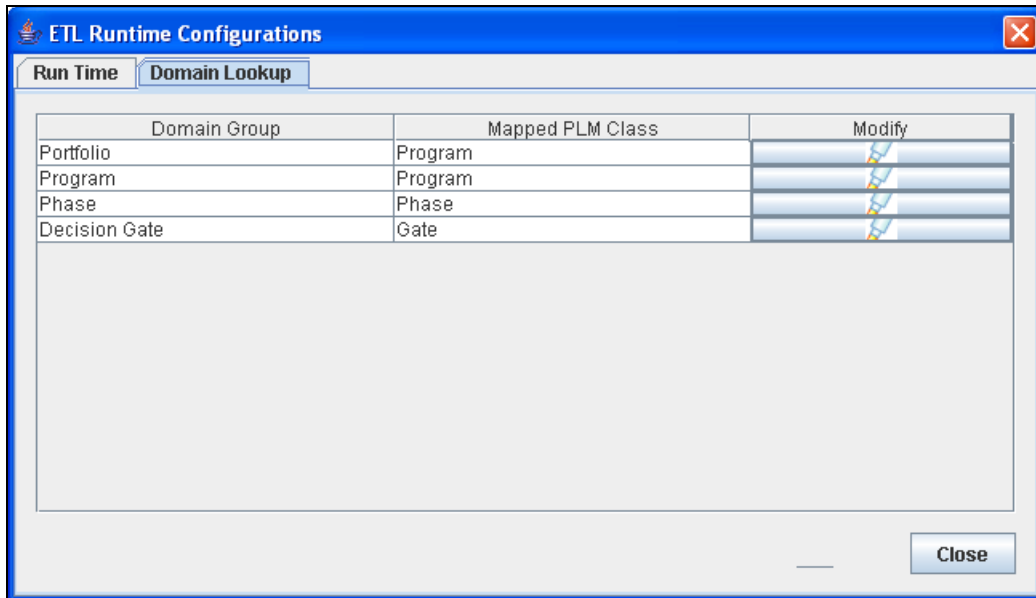 ETL Runtime Configurations
Run Time Domain Lookup
Domain Group Mapped PLM Class Modify
Portfolio Program
Program Program
Phase Phase
Decision Gate Gate
Close